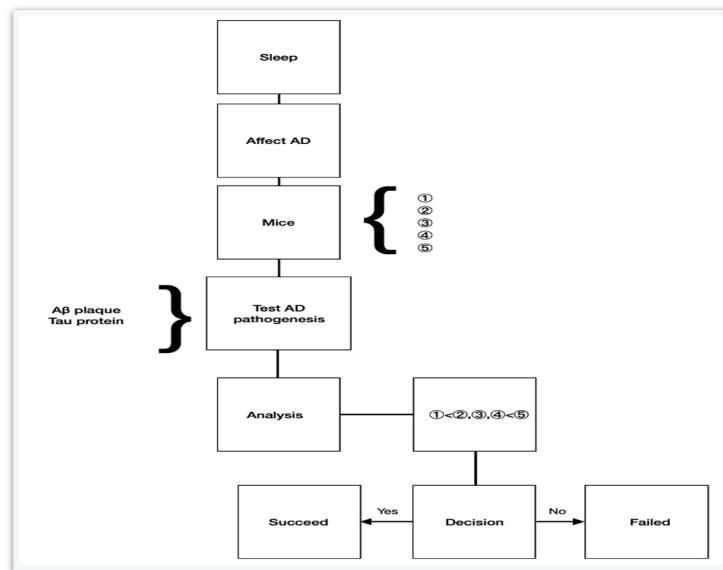 Sleep
Affect AD
Mice
①
②
③
④
⑤
Aβ plaque
Tau protein
Test AD
pathogenesis
Analysis
①<②,③,④<⑤
Succeed
Yes
Decision
No
Failed